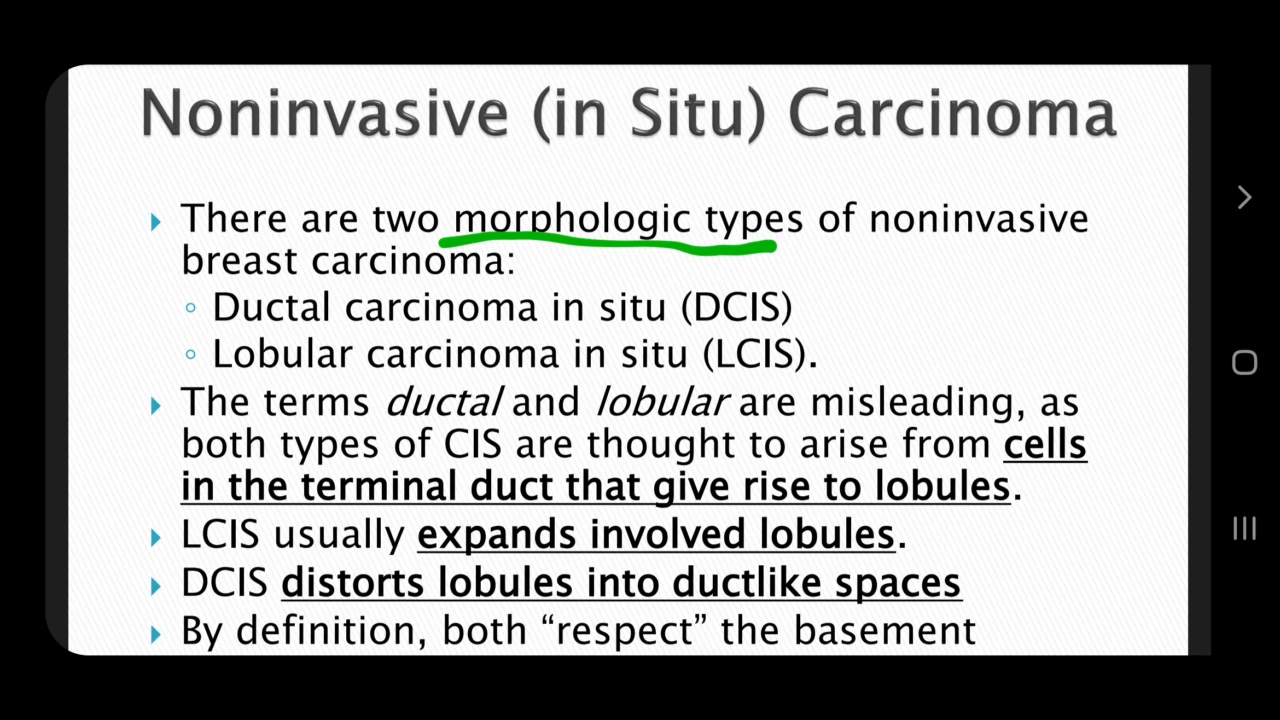 Noninvasive (in Situ) Carcinoma
There are two morphologic types of noninvasive
breast carcinoma:
Ductal carcinoma in situ (DCIS)
Lobular carcinoma in situ (LCIS).
The terms ductal and lobular are misleading, as
both types of CIS are thought to arise from cells
in the terminal duct that give rise to lobules.
LCIS usually expands involved lobules.
DCIS distorts lobules into ductlike spaces
By definition, both “respect” the basement